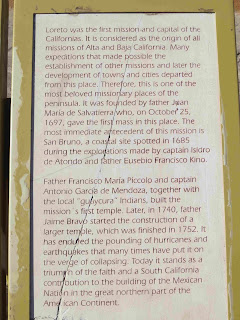 Loreto was the first mission and capital of the
Californias. It is considered as the origin of all
missions of Alta and Baja California. Many
expeditions that made possible the
establishment of other missions and later the
development of towns and cities departed
from this place. Therefore, this is one of the
most beloved missionary places of the
peninsula. It was founded by father Juan
María de Salvatierra who, on October 25,
1697, gave the first mass in this place. The
most immediate antecedent of this mission is
San Bruno, a coastal site spotted in 1685
during the explorations made by captain Isidro
de Atondo and father Eusebio Francisco Kino.
Father Francisco María Piccolo and captain
Antonio García de Mendoza, together with
the local "guaycura" Indians, built the
mission´s first temple. Later, in 1740, father
Jaime Bravo started the construction of a
larger temple, which was finished in 1752. It
has endured the pounding of hurricanes and
earthquakes that many times have put it on
the verge of collapsing. Today it stands as a
triumph of the faith and a South California
contribution to the building of the Mexican
Nation in the great northern part of the
American Continent.